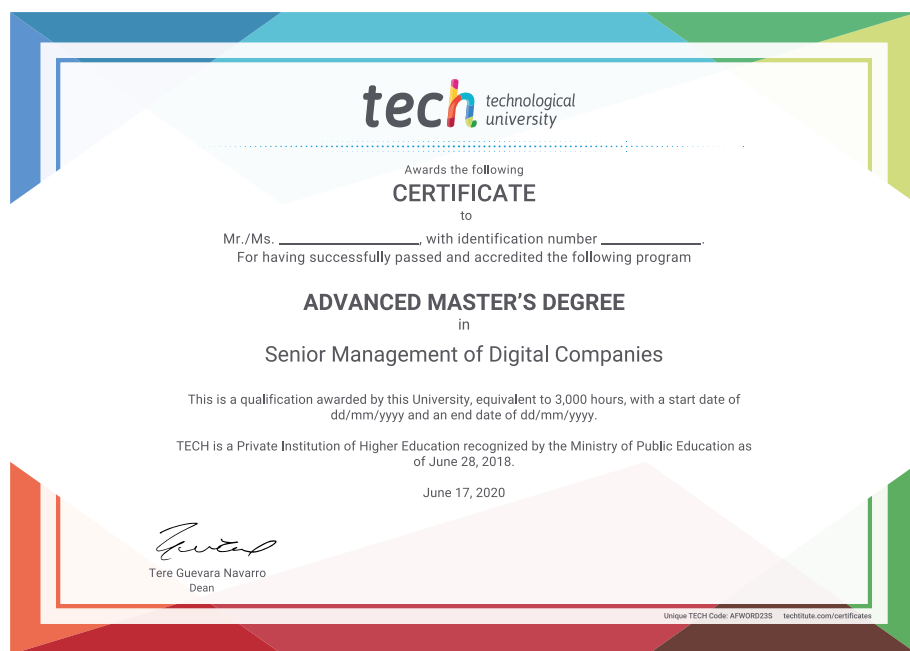 tech technological
university
Awards the following
CERTIFICATE
to
Mr./Ms. ____________________, with identification number ______________.
For having successfully passed and accredited the following program
ADVANCED MASTER'S DEGREE
in
Senior Management of Digital Companies
This is a qualification awarded by this University, equivalent to 3,000 hours, with a start date of
dd/mm/yyyy and an end date of dd/mm/yyyy.
TECH is a Private Institution of Higher Education recognized by the Ministry of Public Education as
of June 28, 2018.
June 17, 2020
Tere Guevara Navarro
Dean
Unique TECH Code: AFWORD23S techtitute.com/certificates